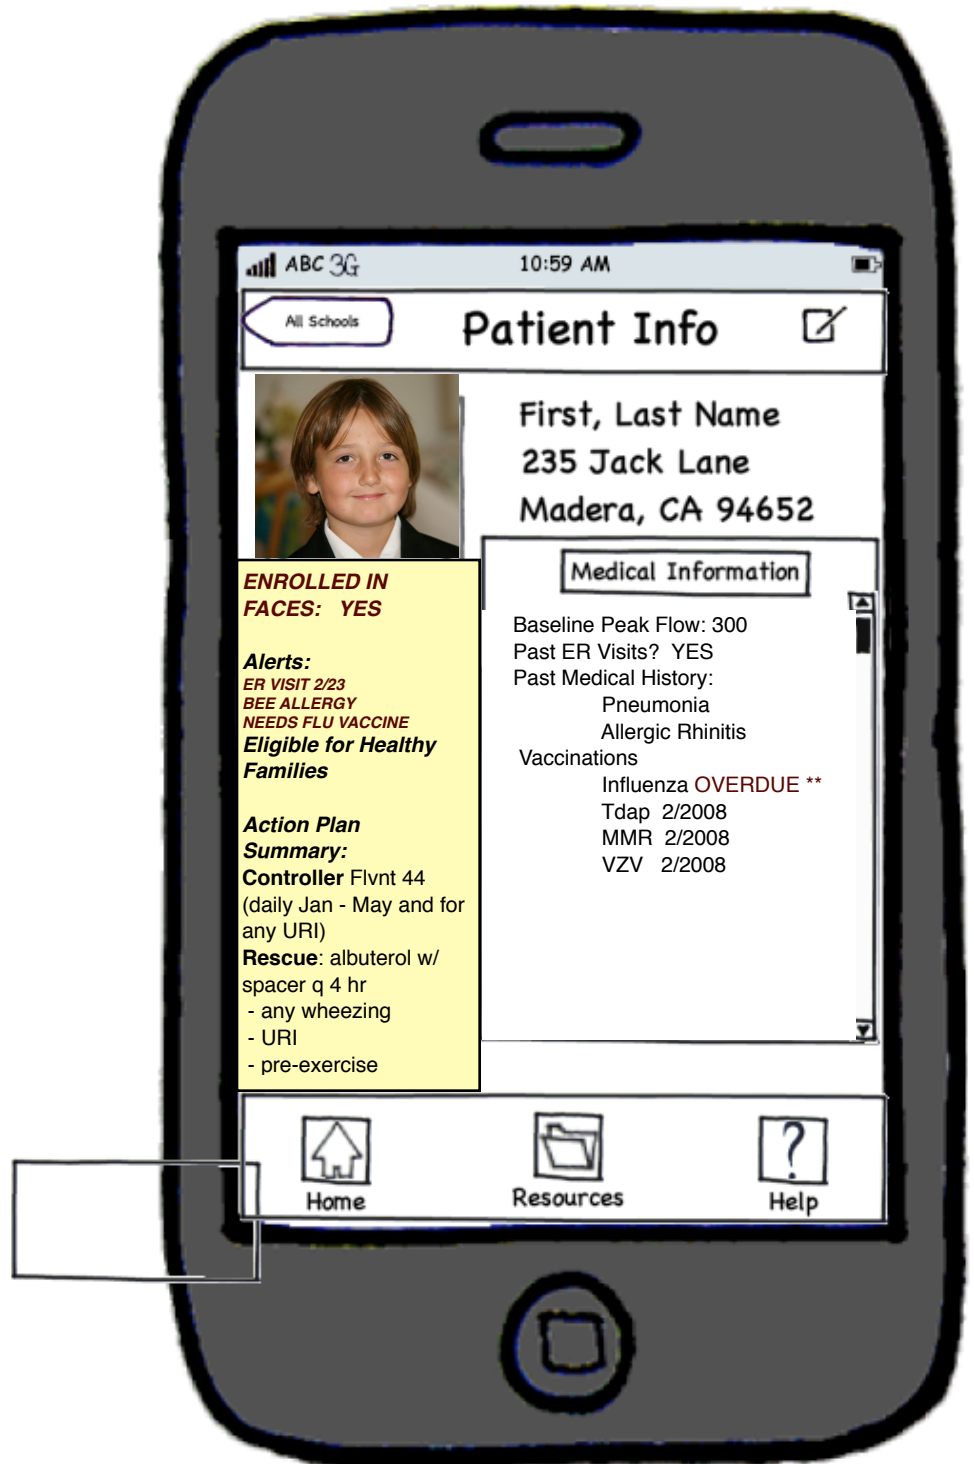 ABC 3G 10:59 AM
All Schools Patient Info
First, Last Name
235 Jack Lane
Madera, CA 94652
ENROLLED IN
FACES: YES
Alerts:
ER VISIT 2/23
BEE ALLERGY
NEEDS FLU VACCINE
Eligible for Healthy
Families
Action Plan
Summary:
Controller Flvnt 44
(daily Jan - May and for
any URI)
Rescue: albuterol w/
spacer q 4 hr
- any wheezing
- URI
- pre-exercise
Medical Information
Baseline Peak Flow: 300
Past ER Visits? YES
Past Medical History:
Pneumonia
Allergic Rhinitis
Vaccinations
Influenza OVERDUE **
Tdap 2/2008
MMR 2/2008
VZV 2/2008
Home Resources Help